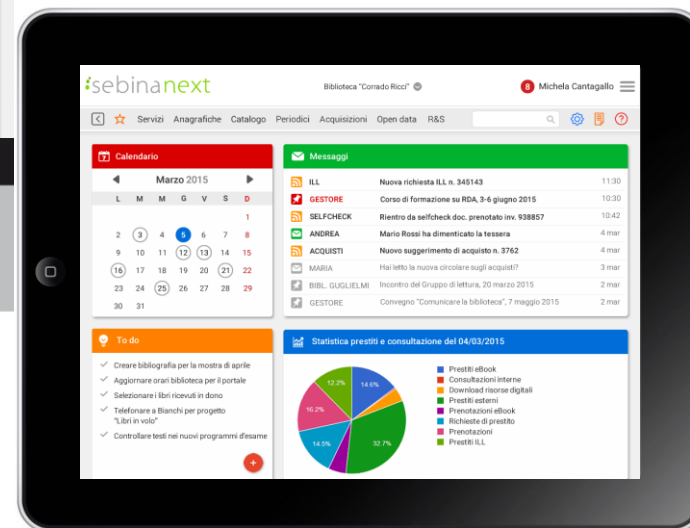 sebinanext
Biblioteca "Corrado Ricci"
8 Michela Cantagallo
Servizi Anagrafiche Catalogo Periodici Acquisizioni Open data R&S
?
7 Calendario
Marzo 2015
L M M G V S D
1
2 3 4 5 6 7 8
9 10 11 12 13 14 15
16 17 18 19 20 21 22
23 24 25 26 27 28 29
30 31
Messaggi
ILL Nuova richiesta ILL n. 345143 11:30
GESTORE Corso di formazione su RDA, 3-6 giugno 2015 10:30
SELFCHECK Rientro da selfcheck doc. prenotato inv. 938857 10:42
ANDREA Mario Rossi ha dimenticato la tessera 4 mar
ACQUISTI Nuovo suggerimento di acquisto n. 3762 4 mar
MARIA Hai letto la nuova circolare sugli acquisti? 3 mar
BIBL. GUGLIELMI Incontro del Gruppo di lettura, 20 marzo 2015 2 mar
GESTORE Convegno "Comunicare la biblioteca", 7 maggio 2015 2 mar
To do
Creare bibliografia per la mostra di aprile
Aggiornare orari biblioteca per il portale
Selezionare i libri ricevuti in dono
Telefonare a Bianchi per progetto
"Libri in volo"
Controllare testi nei nuovi programmi d'esame
+
Statistica prestiti e consultazione del 04/03/2015
12.2%
14.6%
16.2%
14.5%
32.7%
Prestiti eBook
Consultazioni interne
Download risorse digitali
Prestiti esterni
Prenotazioni eBook
Richieste di prestito
Prenotazioni
Prestiti ILL